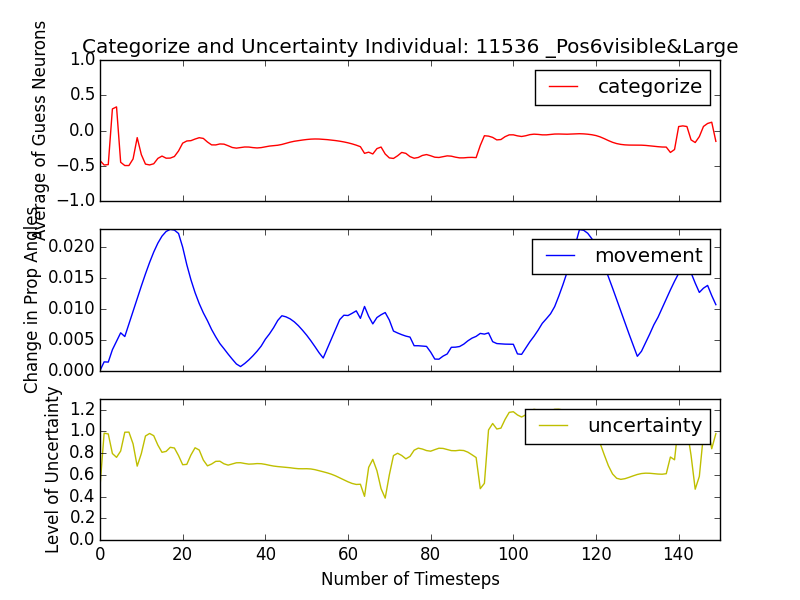 Categorize and Uncertainty Individual: 11536 _Pos6visible&Large
Average of Guess Neurons
1.0
0.5
0.0
−0.5
−1.0
categorize
Change in Prop Angles
0.020
0.015
0.010
0.005
0.000
movement
Level of Uncertainty
1.2
1.0
0.8
0.6
0.4
0.2
0.0
uncertainty
0 20 40 60 80 100 120 140
Number of Timesteps